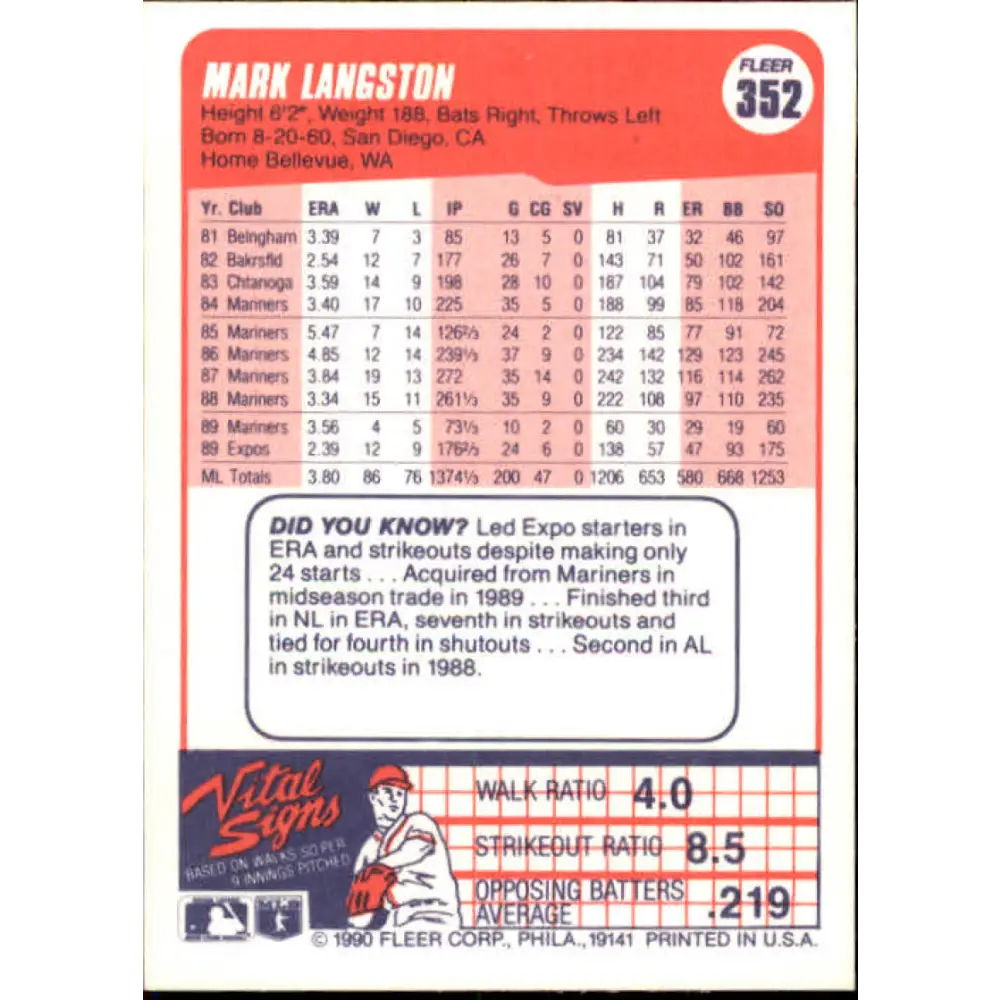 MARK LANGSTON
FLEER
352
Height 6'2", Weight 188, Bats Right, Throws Left
Born 8-20-60, San Diego, CA
Home Bellevue, WA
Yr. Club ERA W L IP G CG SV H R ER BB SO
81 Belngham 3.39 7 3 85 13 5 0 81 37 32 46 97
82 Bakrsfld 2.54 12 7 177 26 7 0 143 71 50 102 161
83 Chtanoga 3.59 14 9 198 28 10 0 187 104 79 102 142
84 Mariners 3.40 17 10 225 35 5 0 188 99 85 118 204
85 Mariners 5.47 7 14 126⅔ 24 2 0 122 85 77 91 72
86 Mariners 4.85 12 14 239⅓ 37 9 0 234 142 129 123 245
87 Mariners 3.84 19 13 272 35 14 0 242 132 116 114 262
88 Mariners 3.34 15 11 261⅓ 35 9 0 222 108 97 110 235
89 Mariners 3.56 4 5 73⅓ 10 2 0 60 30 29 19 60
89 Expos 2.39 12 9 176⅔ 24 6 0 138 57 47 93 175
ML Totals 3.80 86 76 1374⅓ 200 47 0 1206 653 580 668 1253
DID YOU KNOW? Led Expo starters in
ERA and strikeouts despite making only
24 starts . . . Acquired from Mariners in
midseason trade in 1989 . . . Finished third
in NL in ERA, seventh in strikeouts and
tied for fourth in shutouts . . . Second in AL
in strikeouts in 1988.
Vital
Signs
BASED ON WALKS, SO PER
9 INNINGS PITCHED
WALK RATIO 4.0
STRIKEOUT RATIO 8.5
OPPOSING BATTERS
AVERAGE .219
© 1990 FLEER CORP., PHILA., 19141 PRINTED IN U.S.A.